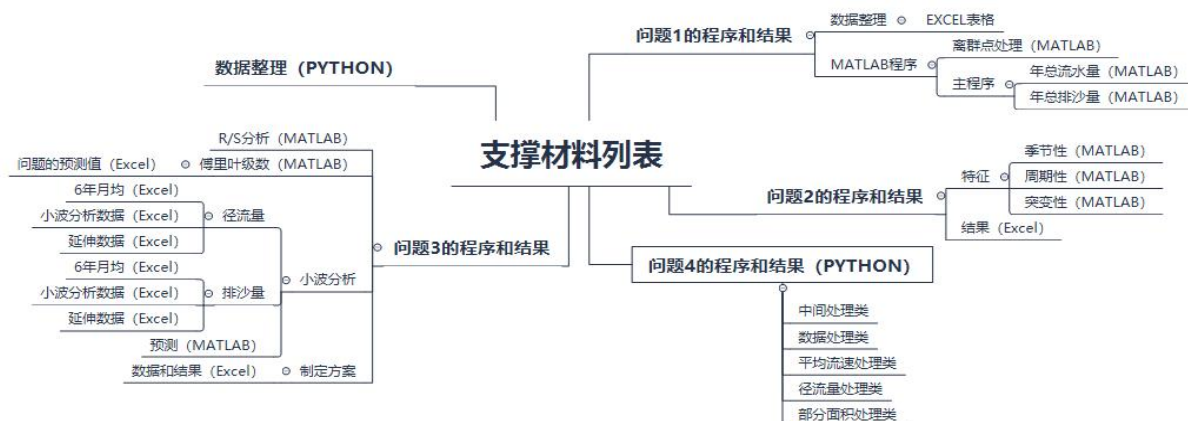 支撑材料列表
数据整理（PYTHON）
问题1的程序和结果
数据整理
EXCEL表格
MATLAB程序
离群点处理（MATLAB）
主程序
年总流水量（MATLAB）
年总排沙量（MATLAB）
问题2的程序和结果
特征
季节性（MATLAB）
周期性（MATLAB）
突变性（MATLAB）
结果（Excel）
问题3的程序和结果
R/S分析（MATLAB）
傅里叶级数（MATLAB）
问题的预测值（Excel）
小波分析
径流量
6年月均（Excel）
小波分析数据（Excel）
延伸数据（Excel）
排沙量
6年月均（Excel）
小波分析数据（Excel）
延伸数据（Excel）
预测（MATLAB）
制定方案
数据和结果（Excel）
问题4的程序和结果（PYTHON）
中间处理类
数据处理类
平均流速处理类
径流量处理类
部分面积处理类